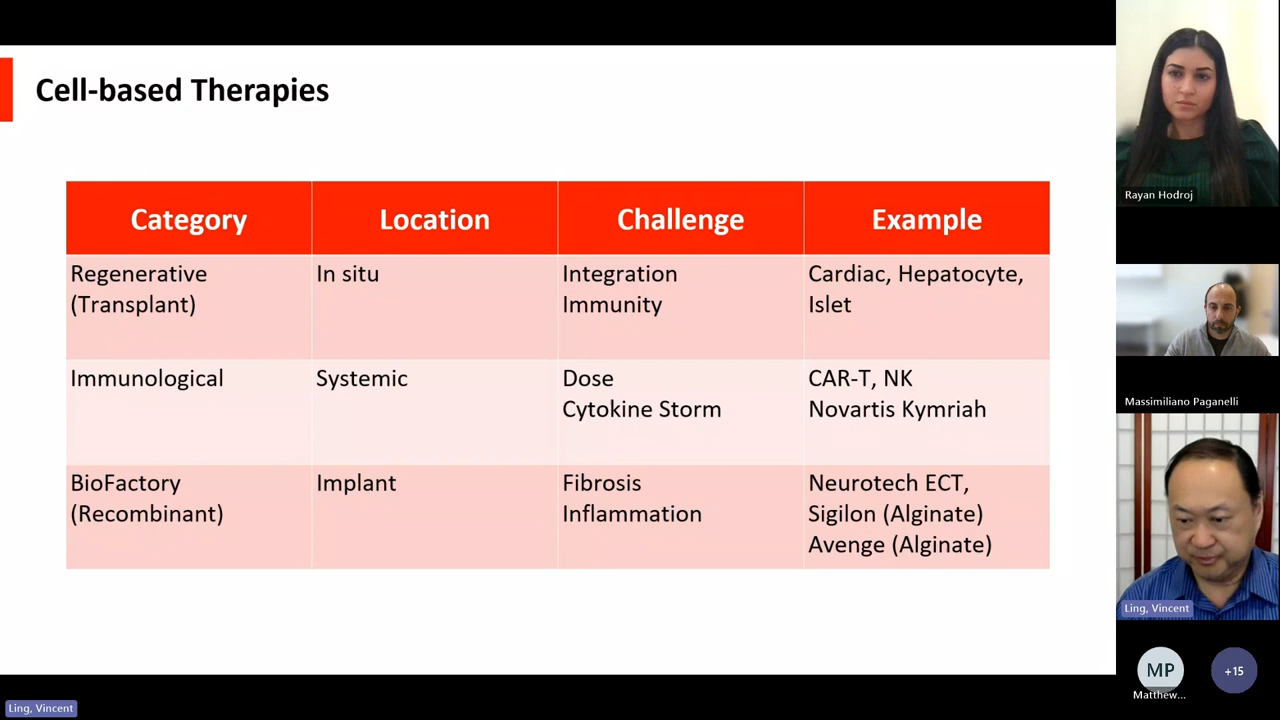 Cell-based Therapies
Category Location Challenge Example
Regenerative
(Transplant)
In situ
Integration
Immunity
Cardiac, Hepatocyte,
Islet
Immunological
Systemic
Dose
Cytokine Storm
CAR-T, NK
Novartis Kymriah
BioFactory
(Recombinant)
Implant
Fibrosis
Inflammation
Neurotech ECT,
Sigilon (Alginate)
Avenge (Alginate)
Rayan Hodroj
Massimiliano Paganelli
Ling, Vincent
MP
Matthew...
+15
Ling, Vincent